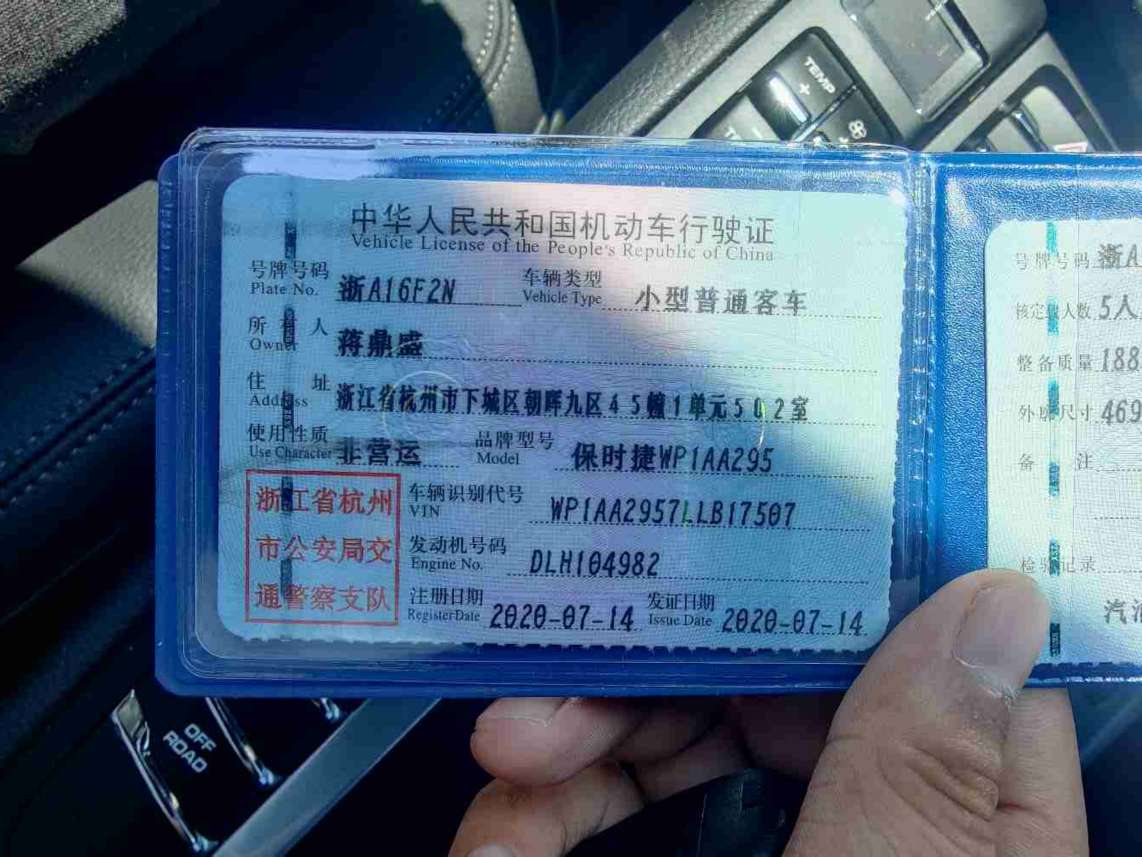 TEMP
中华人民共和国机动车行驶证
Vehicle License of the People's Republic of China
号牌号码 浙A16F2N 车辆类型 小型普通客车
Plate No. Vehicle Type
所有人 蒋鼎盛
Owner
住址 浙江省杭州市下城区朝晖九区45幢1单元502室
Address
使用性质 非营运 品牌型号 保时捷WP1AA295
Use Character Model
车辆识别代号 WP1AA2957LLB17507
VIN
发动机号码 DLH104982
Engine No.
注册日期 2020-07-14 发证日期 2020-07-14
Register Date Issue Date
浙江省杭州
市公安局交
通警察支队
号牌号码 浙A
核定载人数 5人
整备质量 188
外廓尺寸 469
备注
检验记录
汽
OFF
ROAD